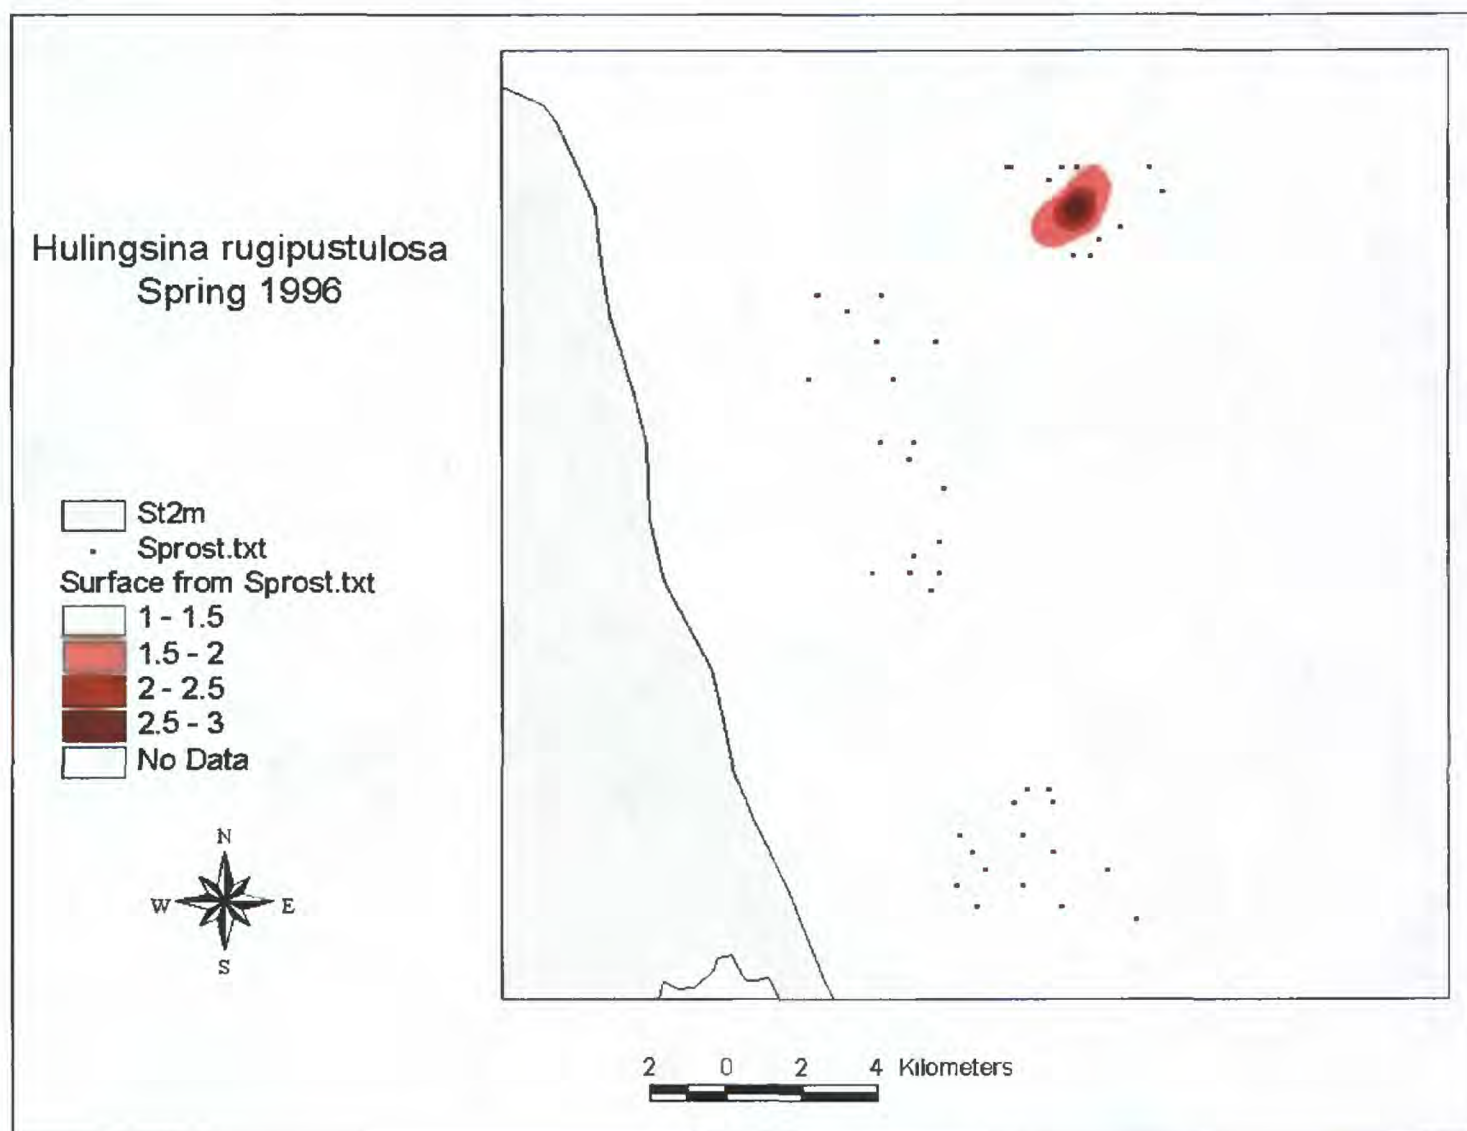 Hulingsina rugipustulosa
Spring 1996
St2m
Sprost.txt
Surface from Sprost.txt
1 - 1.5
1.5 - 2
2 - 2.5
2.5 - 3
No Data
N
W E
S
2 0 2 4 Kilometers